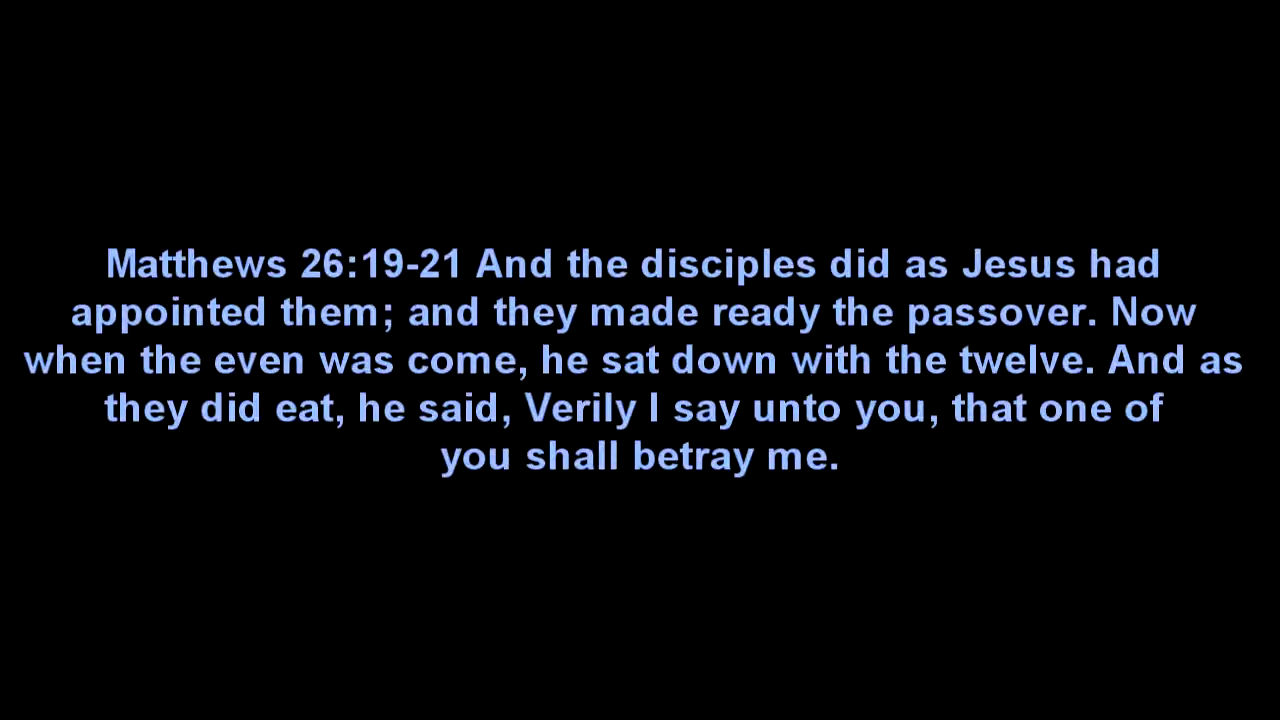 Matthews 26:19-21 And the disciples did as Jesus had
appointed them; and they made ready the passover. Now
when the even was come, he sat down with the twelve. And as
they did eat, he said, Verily I say unto you, that one of
you shall betray me.